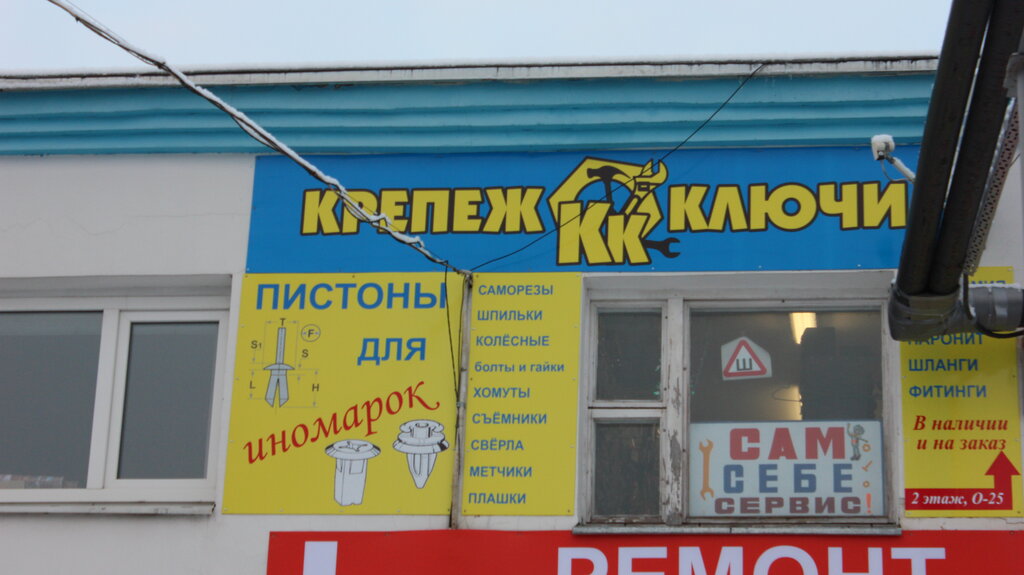 КРЕПЕЖ КК КЛЮЧИ
ПИСТОНЫ
ДЛЯ
иномарок
T
F
S1
S
L
H
САМОРЕЗЫ
ШПИЛЬКИ
КОЛЁСНЫЕ
болты и гайки
ХОМУТЫ
СЪЁМНИКИ
СВЁРЛА
МЕТЧИКИ
ПЛАШКИ
Ш
САМ
СЕБЕ
СЕРВИС!
ПАРОНИТ
ШЛАНГИ
ФИТИНГИ
В наличии
и на заказ
2 этаж, О-25
РЕМОНТ